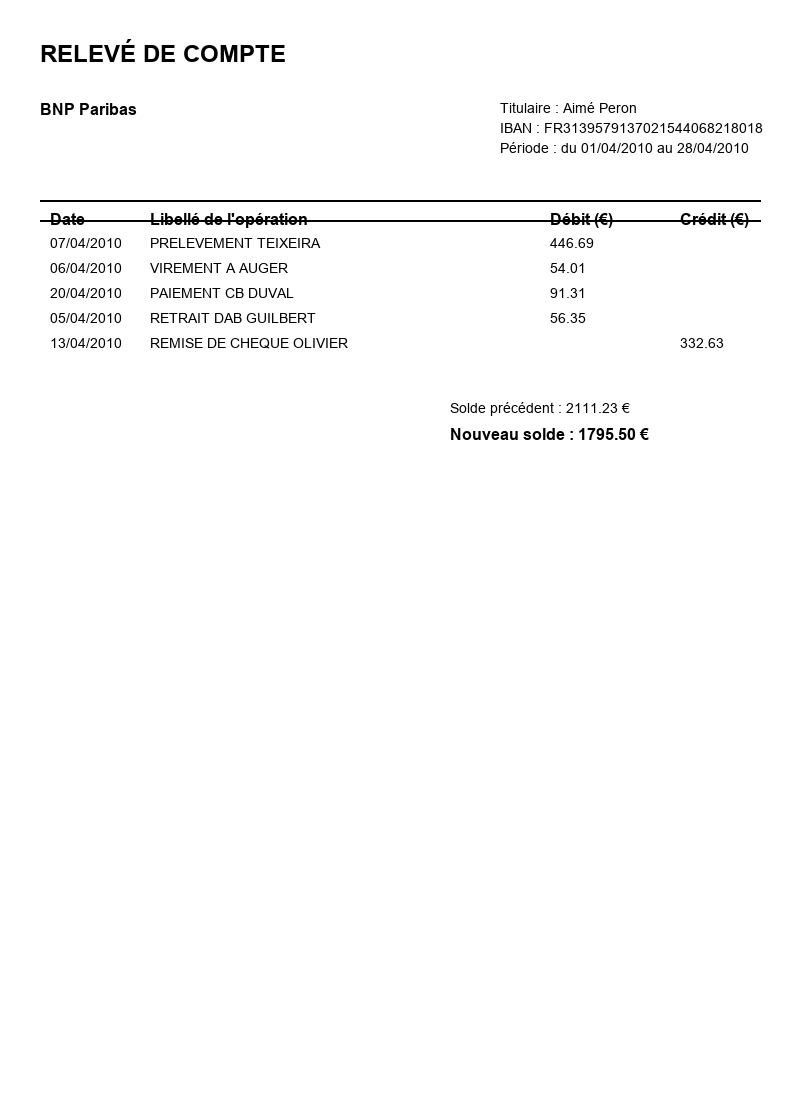 RELEVÉ DE COMPTE
BNP Paribas
Titulaire : Aimé Peron
IBAN : FR3139579137021544068218018
Période : du 01/04/2010 au 28/04/2010
Date Libellé de l'opération Débit (€) Crédit (€)
07/04/2010 PRELEVEMENT TEIXEIRA 446.69
06/04/2010 VIREMENT A AUGER 54.01
20/04/2010 PAIEMENT CB DUVAL 91.31
05/04/2010 RETRAIT DAB GUILBERT 56.35
13/04/2010 REMISE DE CHEQUE OLIVIER 332.63
Solde précédent : 2111.23 €
Nouveau solde : 1795.50 €